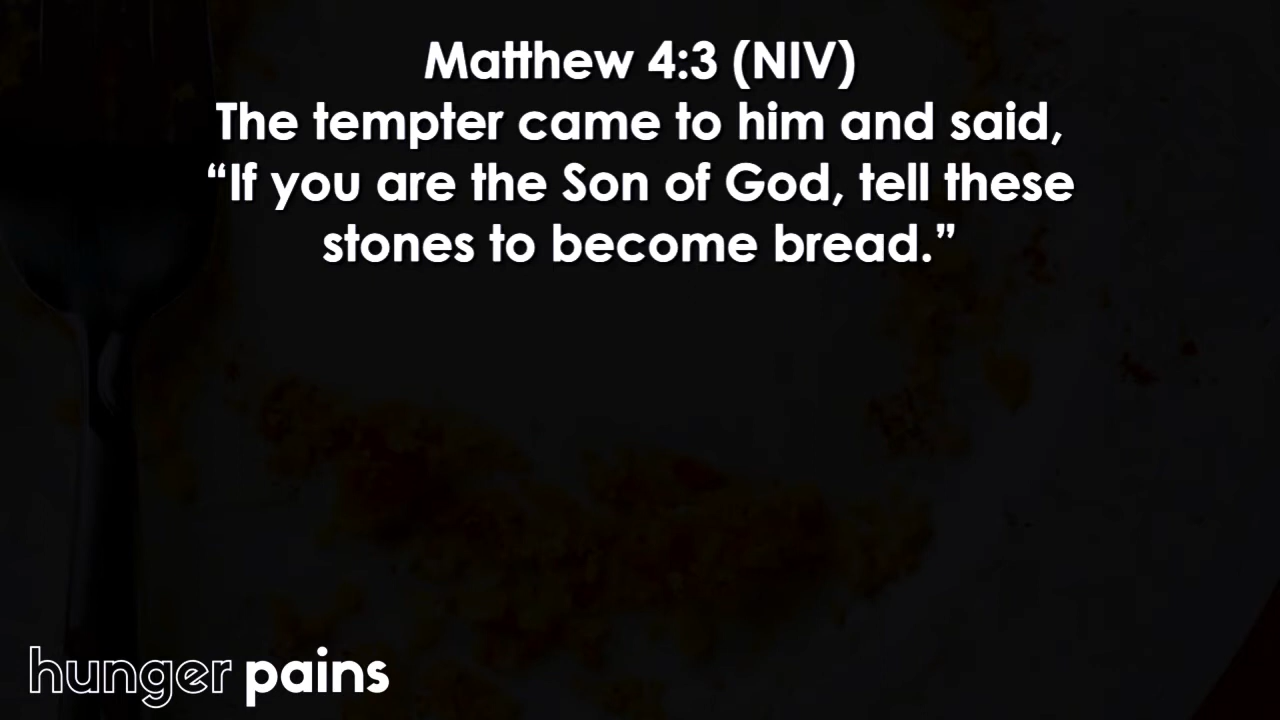 Matthew 4:3 (NIV)
The tempter came to him and said,
“If you are the Son of God, tell these
stones to become bread.”
hunger pains